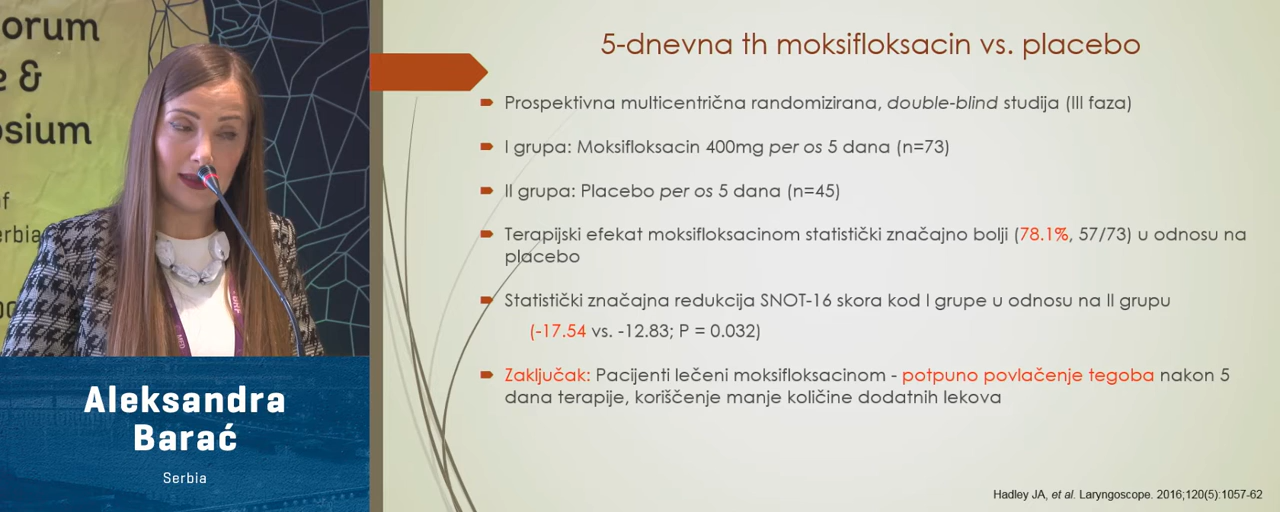 orum
e &
osium
of
erbia
5-dnevna th moksifloksacin vs. placebo
Prospektivna multicentrična randomizirana, double-blind studija (III faza)
I grupa: Moksifloksacin 400mg per os 5 dana (n=73)
II grupa: Placebo per os 5 dana (n=45)
Terapijski efekat moksifloksacinom statistički značajno bolji (78.1%, 57/73) u odnosu na
placebo
Statistički značajna redukcija SNOT-16 skora kod I grupe u odnosu na II grupu
(-17.54 vs. -12.83; P = 0.032)
Zaključak: Pacijenti lečeni moksifloksacinom - potpuno povlačenje tegoba nakon 5
dana terapije, koriščenje manje količine dodatnih lekova
Hadley JA, et al. Laryngoscope. 2016;120(5):1057-62
Aleksandra
Barać
Serbia